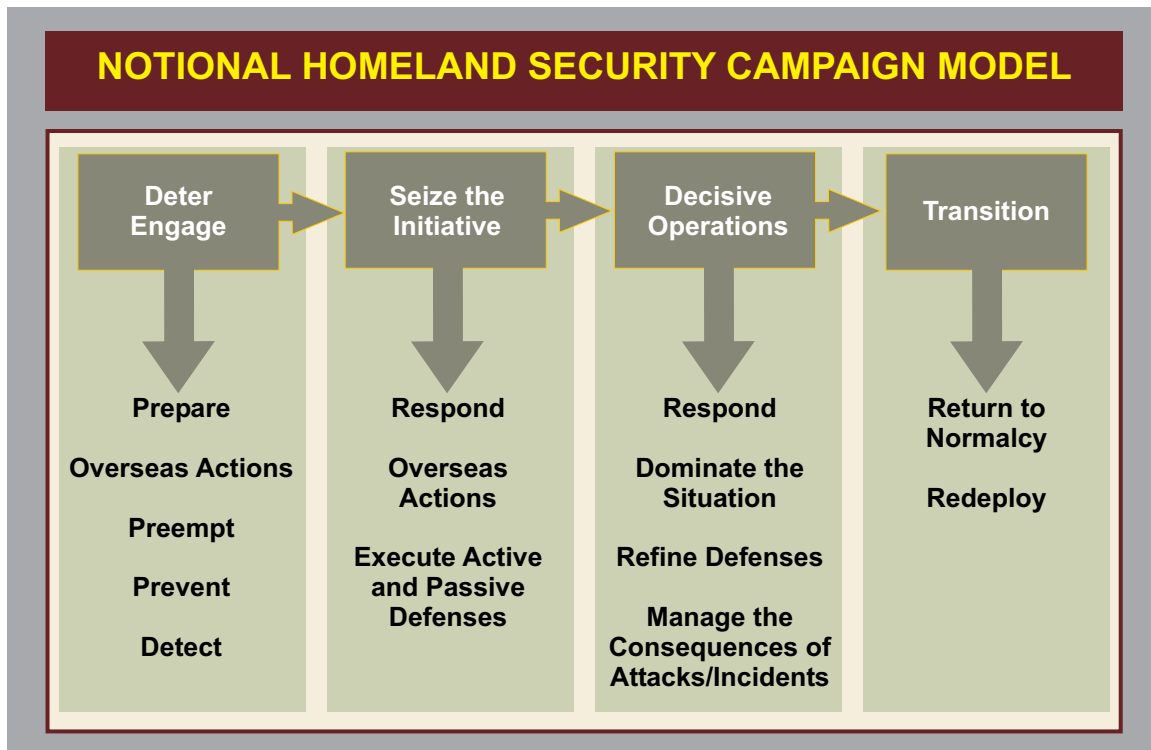 NOTIONAL HOMELAND SECURITY CAMPAIGN MODEL
Deter
Engage
Prepare
Overseas Actions
Preempt
Prevent
Detect
Seize the
Initiative
Respond
Overseas
Actions
Execute Active
and Passive
Defenses
Decisive
Operations
Respond
Dominate the
Situation
Refine Defenses
Manage the
Consequences of
Attacks/Incidents
Transition
Return to
Normalcy
Redeploy